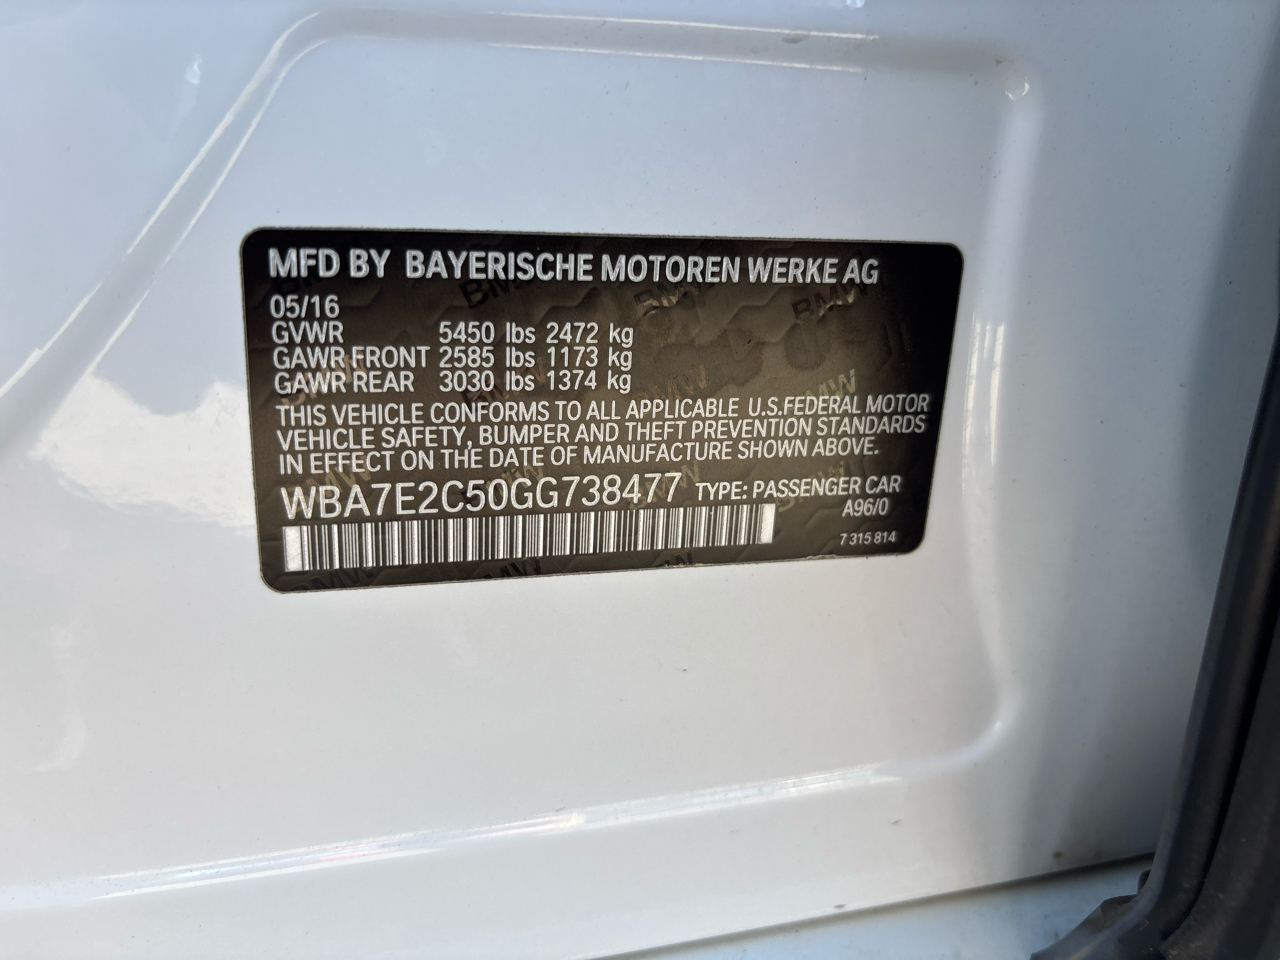 MFD BY BAYERISCHE MOTOREN WERKE AG
05/16
GVWR 5450 lbs 2472 kg
GAWR FRONT 2585 lbs 1173 kg
GAWR REAR 3030 lbs 1374 kg
THIS VEHICLE CONFORMS TO ALL APPLICABLE U.S.FEDERAL MOTOR
VEHICLE SAFETY, BUMPER AND THEFT PREVENTION STANDARDS
IN EFFECT ON THE DATE OF MANUFACTURE SHOWN ABOVE.
WBA7E2C50GG738477 TYPE: PASSENGER CAR
A96/0
7 315 814